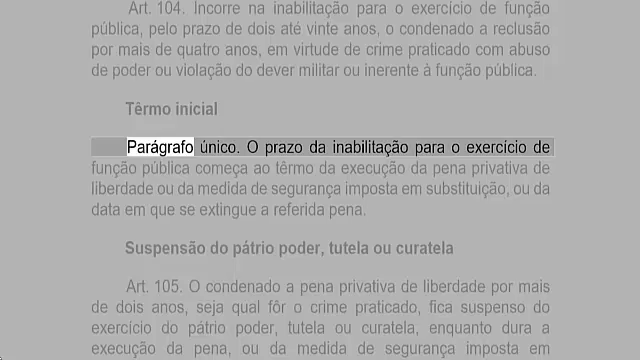 Art. 104. Incorre na inabilitação para o exercício de função
pública, pelo prazo de dois até vinte anos, o condenado a reclusão
por mais de quatro anos, em virtude de crime praticado com abuso
de poder ou violação do dever militar ou inerente à função pública.
Têrmo inicial
Parágrafo único. O prazo da inabilitação para o exercício de
função pública começa ao têrmo da execução da pena privativa de
liberdade ou da medida de segurança imposta em substituição, ou da
data em que se extingue a referida pena.
Suspensão do pátrio poder, tutela ou curatela
Art. 105. O condenado a pena privativa de liberdade por mais
de dois anos, seja qual fôr o crime praticado, fica suspenso do
exercício do pátrio poder, tutela ou curatela, enquanto dura a
execução da pena, ou da medida de segurança imposta em